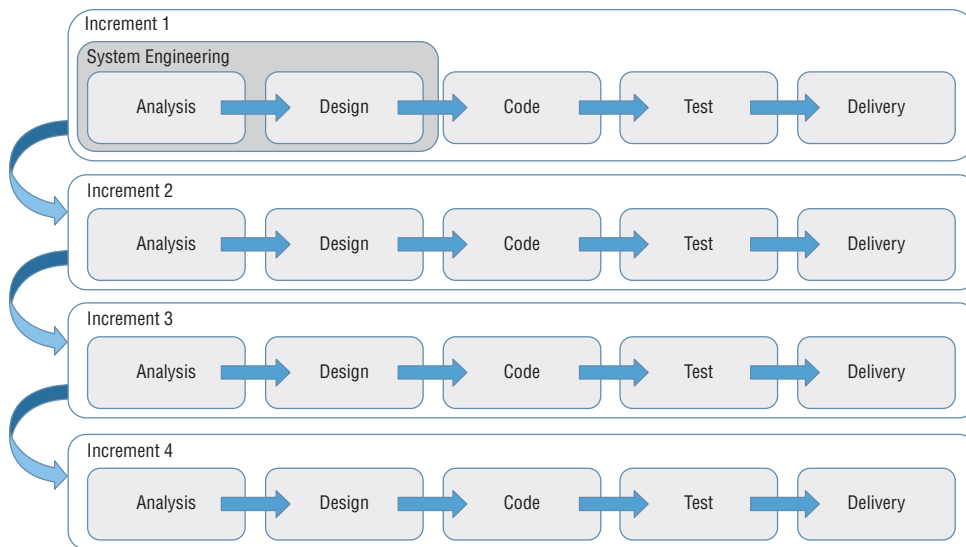 Increment 1
System Engineering
Analysis
Design
Code
Test
Delivery
Increment 2
Analysis
Design
Code
Test
Delivery
Increment 3
Analysis
Design
Code
Test
Delivery
Increment 4
Analysis
Design
Code
Test
Delivery